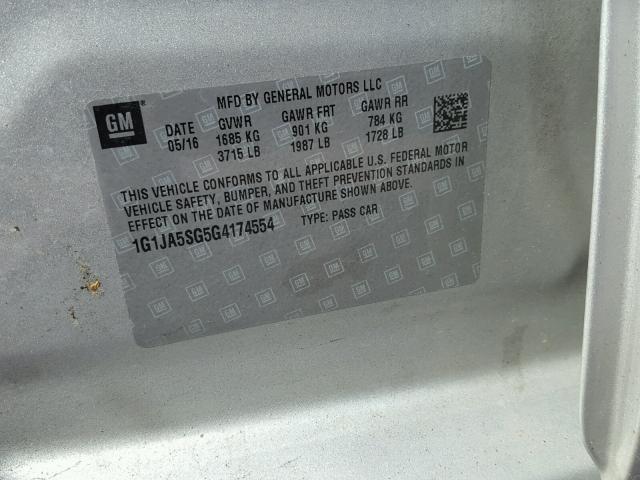 MFD BY GENERAL MOTORS LLC
GM
DATE GVWR GAWR FRT GAWR RR
05/16 1685 KG 901 KG 784 KG
3715 LB 1987 LB 1728 LB
THIS VEHICLE CONFORMS TO ALL APPLICABLE U.S. FEDERAL MOTOR
VEHICLE SAFETY, BUMPER, AND THEFT PREVENTION STANDARDS IN
EFFECT ON THE DATE OF MANUFACTURE SHOWN ABOVE.
1G1JA5SG5G4174554 TYPE: PASS CAR